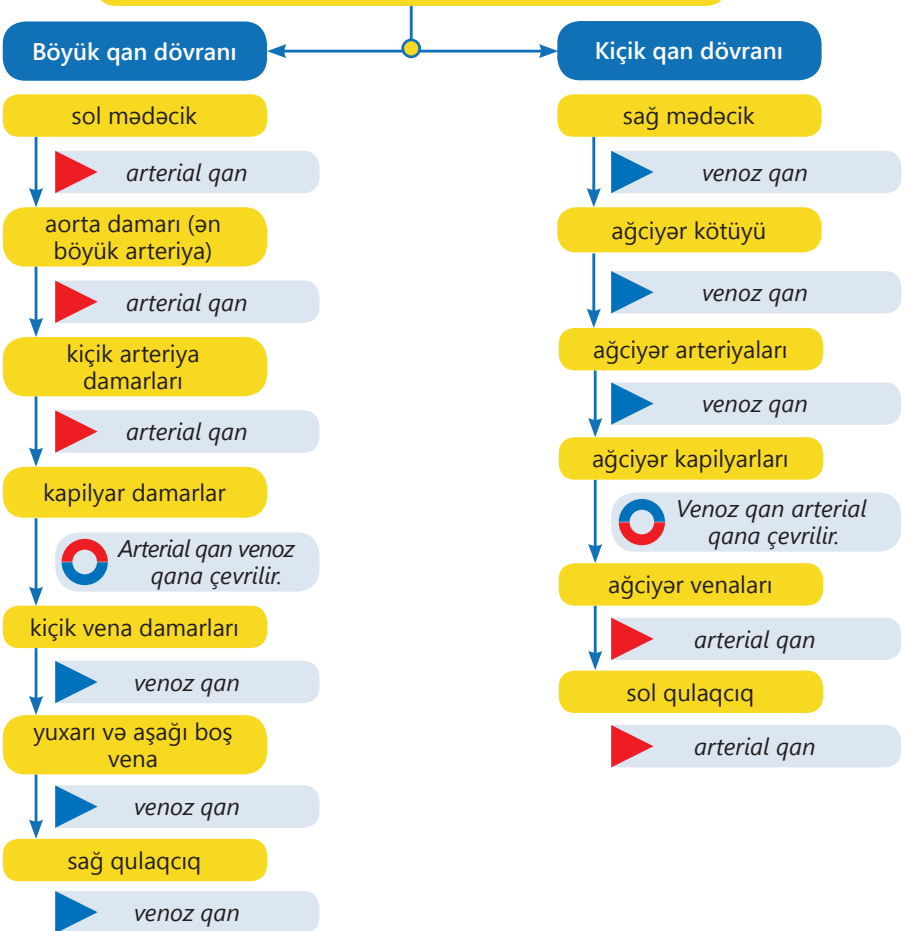 Böyük qan dövranı
sol mədəcik
arterial qan
aorta damarı (ən
böyük arteriya)
arterial qan
kiçik arteriya
damarları
arterial qan
kapilyar damarlar
Arterial qan venoz
qana çevrilir.
kiçik vena damarları
venoz qan
yuxarı və aşağı boş
vena
venoz qan
sağ qulaqcıq
venoz qan
Kiçik qan dövranı
sağ mədəcik
venoz qan
ağciyər kötüyü
venoz qan
ağciyər arteriyaları
venoz qan
ağciyər kapilyarları
Venoz qan arterial
qana çevrilir.
ağciyər venaları
arterial qan
sol qulaqcıq
arterial qan